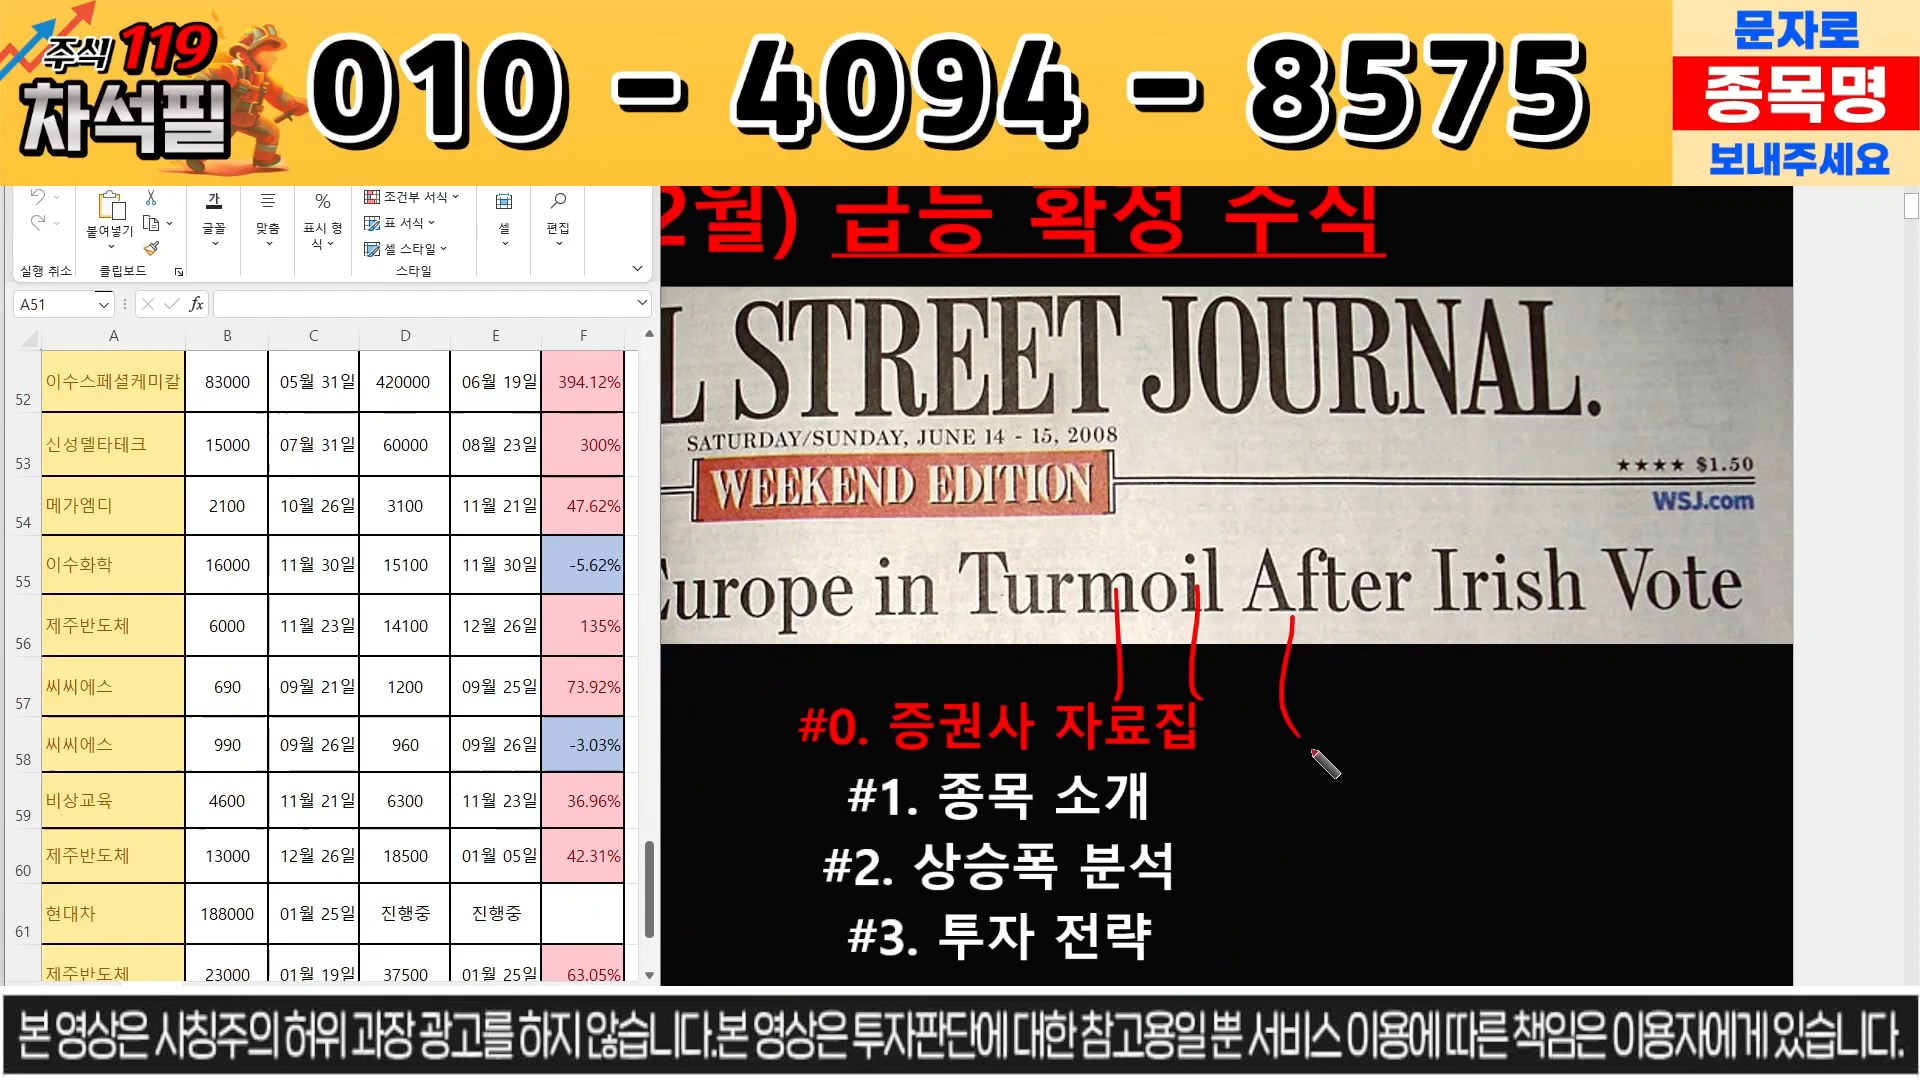 주식 119
차석필
010 - 4094 - 8575
문자로
종목명
보내주세요
실행 취소
붙여넣기
클립보드
가
글꼴
맞춤
%
표시 형식
조건부 서식
표 서식
셀 스타일
스타일
셀
편집
A51
fx
A B C D E F
52 이수스페셜케미칼 83000 05월 31일 420000 06월 19일 394.12%
53 신성델타테크 15000 07월 31일 60000 08월 23일 300%
54 메가엠디 2100 10월 26일 3100 11월 21일 47.62%
55 이수화학 16000 11월 30일 15100 11월 30일 -5.62%
56 제주반도체 6000 11월 23일 14100 12월 26일 135%
57 씨씨에스 690 09월 21일 1200 09월 25일 73.92%
58 씨씨에스 990 09월 26일 960 09월 26일 -3.03%
59 비상교육 4600 11월 21일 6300 11월 23일 36.96%
60 제주반도체 13000 12월 26일 18500 01월 05일 42.31%
61 현대차 188000 01월 25일 진행중 진행중
제주반도체 23000 01월 19일 37500 01월 25일 63.05%
2월) 급등 확정 주식
L STREET JOURNAL.
SATURDAY/SUNDAY, JUNE 14 - 15, 2008
WEEKEND EDITION
★★★★ $1.50
WSJ.com
Europe in Turmoil After Irish Vote
#0. 증권사 자료집
#1. 종목 소개
#2. 상승폭 분석
#3. 투자 전략
본 영상은 사칭주의 허위 과장 광고를 하지 않습니다.본 영상은 투자판단에 대한 참고용일 뿐 서비스 이용에 따른 책임은 이용자에게 있습니다.